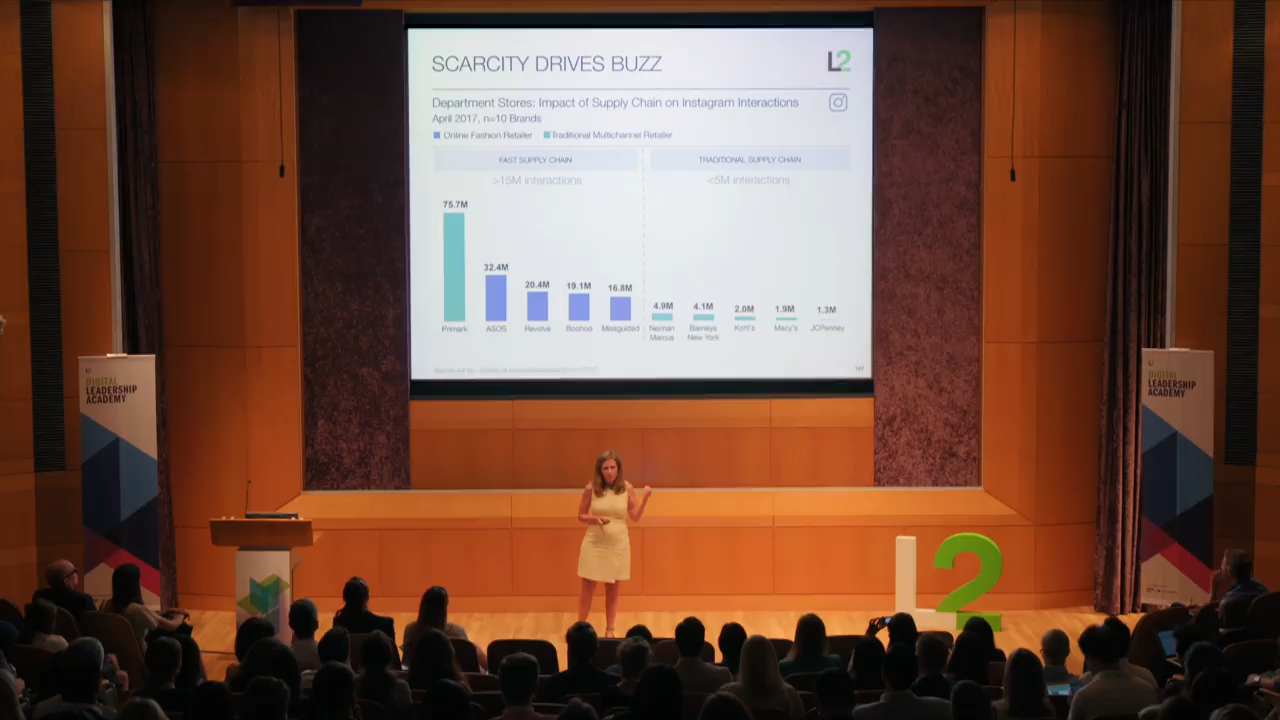 SCARCITY DRIVES BUZZ
L2
Department Stores: Impact of Supply Chain on Instagram Interactions
April 2017, n=10 Brands
Online Fashion Retailer Traditional Multichannel Retailer
FAST SUPPLY CHAIN TRADITIONAL SUPPLY CHAIN
>15M interactions <5M interactions
75.7M
32.4M
20.4M 19.1M 16.8M
4.9M 4.1M 2.0M 1.9M 1.3M
Primark ASOS Revolve Boohoo Missguided Neiman Barneys Kohl's Macy's JCPenney
Marcus New York
DIGITAL
LEADERSHIP
ACADEMY
DIGITAL
LEADERSHIP
ACADEMY
L2